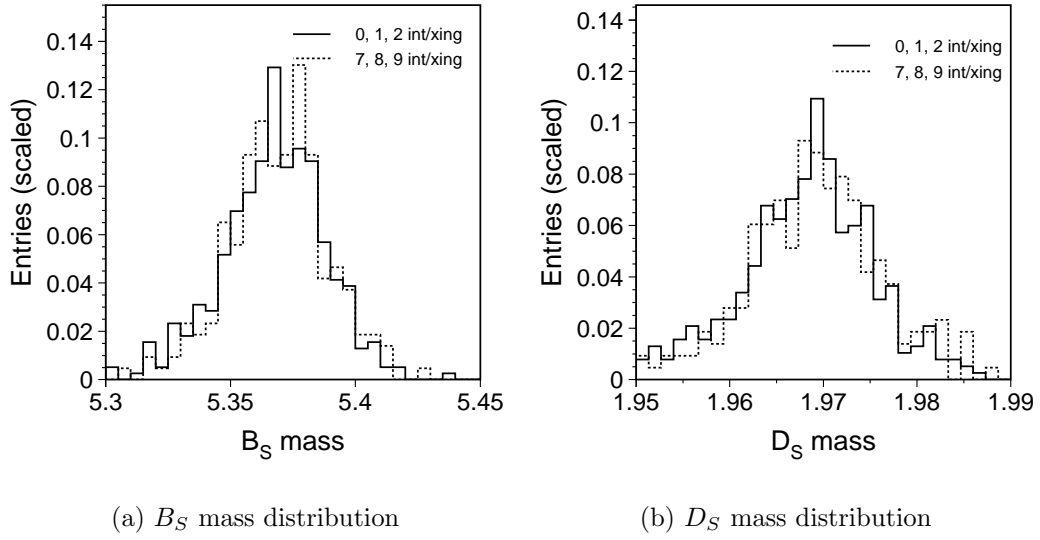 0.14
0.12
0.1
0.08
0.06
0.04
0.02
0
5.3 5.35 5.4 5.45
Entries (scaled)
0, 1, 2 int/xing
7, 8, 9 int/xing
B_S mass
0.14
0.12
0.1
0.08
0.06
0.04
0.02
0
1.95 1.96 1.97 1.98 1.99
Entries (scaled)
0, 1, 2 int/xing
7, 8, 9 int/xing
D_S mass
(a) B_S mass distribution
(b) D_S mass distribution